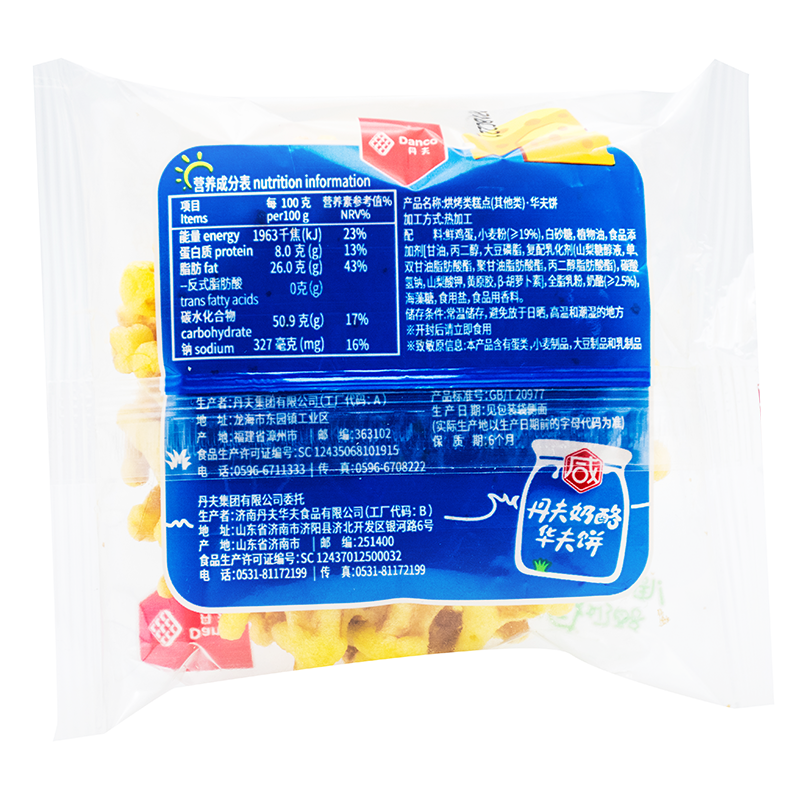 Danco
丹夫
营养成分表 nutrition information
项目 每 100 克 营养素参考值%
Items per100 g NRV%
能量 energy 1963千焦(kJ) 23%
蛋白质 protein 8.0 克(g) 13%
脂肪 fat 26.0 克(g) 43%
--反式脂肪酸 0克(g)
trans fatty acids
碳水化合物 50.9 克(g) 17%
carbohydrate
钠 sodium 327 毫克 (mg) 16%
产品名称:烘烤类糕点(其他类)·华夫饼
加工方式:热加工
配 料:鲜鸡蛋,小麦粉(≥19%),白砂糖,植物油,食品添
加剂(甘油,丙二醇,大豆磷脂,复配乳化剂(山梨糖醇液,单,
双甘油脂肪酸酯,聚甘油脂肪酸酯,丙二醇脂肪酸酯),碳酸
氢钠,山梨酸钾,黄原胶,β-胡萝卜素),全脂乳粉,奶酪(≥2.5%),
海藻糖,食用盐,食品用香料。
储存条件:常温储存,避免放于日晒,高温和潮湿的地方
※开封后请立即食用
※致敏原信息:本产品含有蛋类,小麦制品,大豆制品和乳制品
生产者:丹夫集团有限公司(工厂代码:A)
地 址:龙海市东园镇工业区
产 地:福建省漳州市 | 邮 编:363102
食品生产许可证编号:SC 12435068101915
电 话:0596-6711333 | 传 真:0596-6708222
产品标准号:GB/T 20977
生产日期:见包装袋侧面
(实际生产地以生产日期前的字母代码为准)
保 质 期:6个月
丹夫集团有限公司委托
生产者:济南丹夫华夫食品有限公司(工厂代码:B)
地 址:山东省济南市济阳县济北开发区银河路6号
产 地:山东省济南市 | 邮 编:251400
食品生产许可证编号:SC 12437012500032
电 话:0531-81172199 | 传 真:0531-81172199
丹夫奶酪
华夫饼
Danco
丹夫